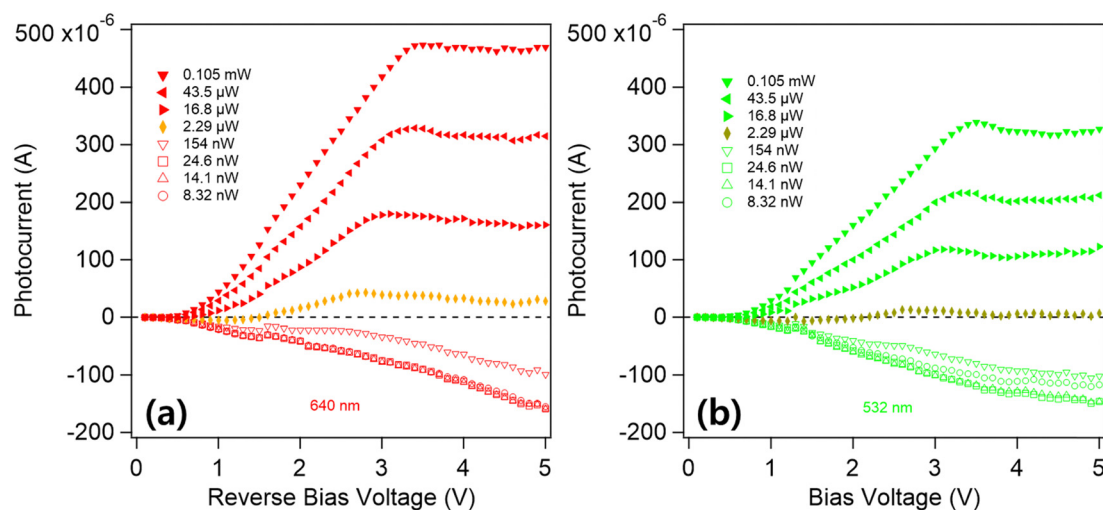 500 x10⁻⁶
400
300
200
100
0
-100
-200
Photocurrent (A)
0.105 mW
43.5 µW
16.8 µW
2.29 µW
154 nW
24.6 nW
14.1 nW
8.32 nW
(a)
640 nm
0
1
2
3
4
5
Reverse Bias Voltage (V)
500 x10⁻⁶
400
300
200
100
0
-100
-200
Photocurrent (A)
0.105 mW
43.5 µW
16.8 µW
2.29 µW
154 nW
24.6 nW
14.1 nW
8.32 nW
(b)
532 nm
0
1
2
3
4
5
Bias Voltage (V)